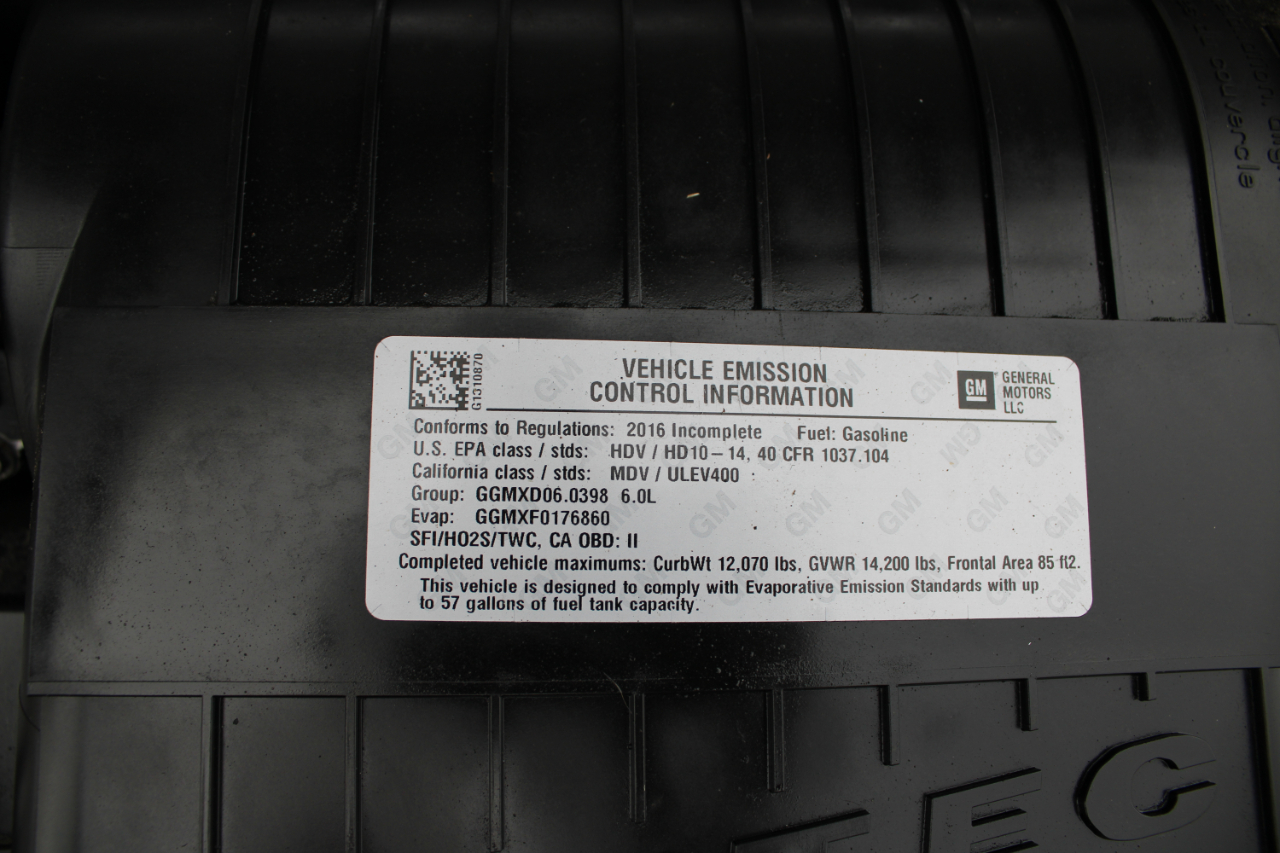 couvercle
G1310870
VEHICLE EMISSION
CONTROL INFORMATION
GM
GENERAL
MOTORS
LLC
Conforms to Regulations: 2016 Incomplete Fuel: Gasoline
U.S. EPA class / stds: HDV / HD10-14, 40 CFR 1037.104
California class / stds: MDV / ULEV400
Group: GGMXD06.0398 6.0L
Evap: GGMXF0176860
SFI/HO2S/TWC, CA OBD: II
Completed vehicle maximums: CurbWt 12,070 lbs, GVWR 14,200 lbs, Frontal Area 85 ft2.
This vehicle is designed to comply with Evaporative Emission Standards with up
to 57 gallons of fuel tank capacity.
TEC